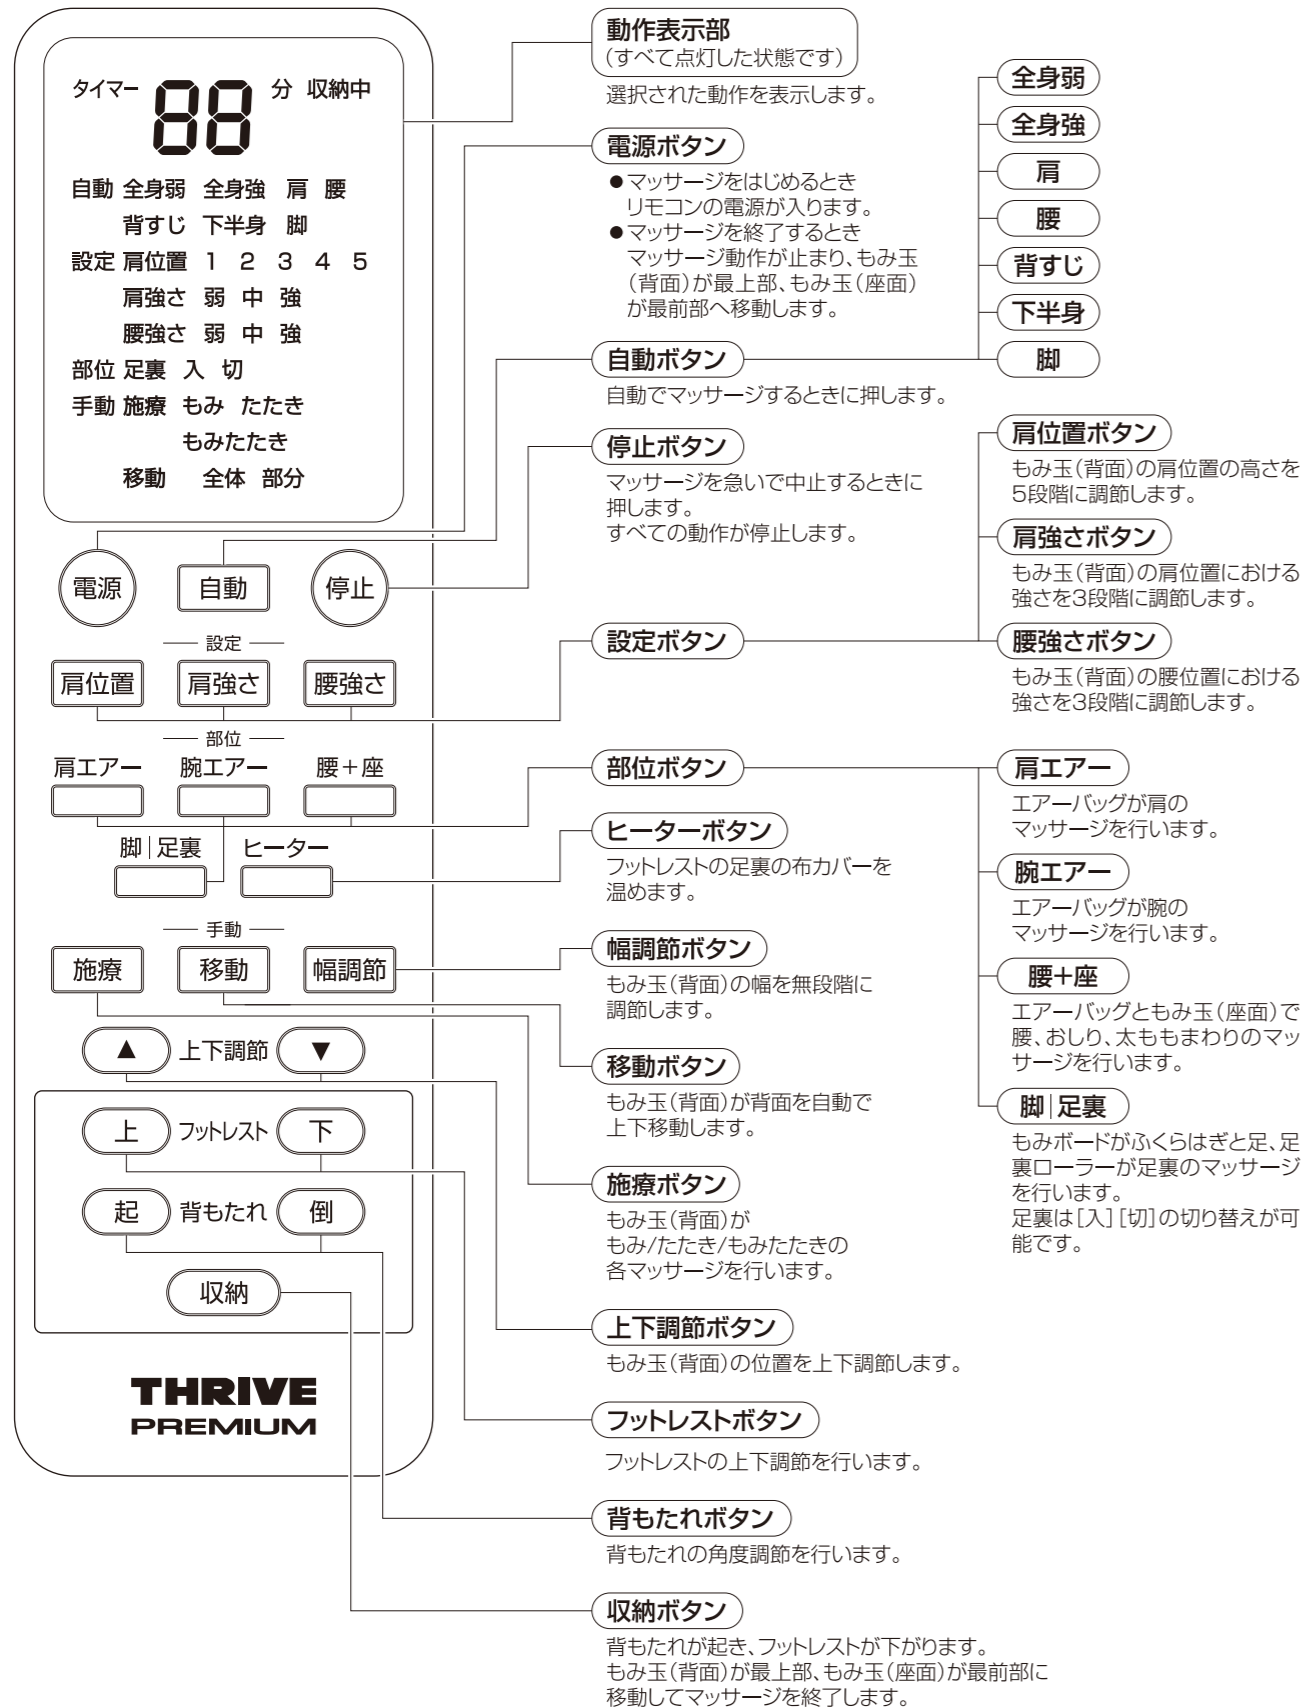 タイマー 88 分 収納中
自動 全身弱 全身強 肩 腰
背すじ 下半身 脚
設定 肩位置 1 2 3 4 5
肩強さ 弱 中 強
腰強さ 弱 中 強
部位 足裏 入 切
手動 施療 もみ たたき
もみたたき
移動 全体 部分
電源 自動 停止
設定
肩位置 肩強さ 腰強さ
部位
肩エアー 腕エアー 腰＋座
脚｜足裏 ヒーター
手動
施療 移動 幅調節
▲ 上下調節 ▼
上 フットレスト 下
起 背もたれ 倒
収納
THRIVE
PREMIUM
動作表示部
（すべて点灯した状態です）
選択された動作を表示します。
電源ボタン
●マッサージをはじめるとき
リモコンの電源が入ります。
●マッサージを終了するとき
マッサージ動作が止まり、もみ玉
（背面）が最上部、もみ玉（座面）
が最前部へ移動します。
自動ボタン
自動でマッサージするときに押します。
全身弱
全身強
肩
腰
背すじ
下半身
脚
停止ボタン
マッサージを急いで中止するときに
押します。
すべての動作が停止します。
設定ボタン
肩位置ボタン
もみ玉（背面）の肩位置の高さを
5段階に調節します。
肩強さボタン
もみ玉（背面）の肩位置における
強さを3段階に調節します。
腰強さボタン
もみ玉（背面）の腰位置における
強さを3段階に調節します。
部位ボタン
肩エアー
エアーバッグが肩の
マッサージを行います。
腕エアー
エアーバッグが腕の
マッサージを行います。
腰＋座
エアーバッグともみ玉（座面）で
腰、おしり、太ももまわりのマッ
サージを行います。
脚｜足裏
もみボードがふくらはぎと足、足
裏ローラーが足裏のマッサージ
を行います。
足裏は［入］［切］の切り替えが可
能です。
ヒーターボタン
フットレストの足裏の布カバーを
温めます。
幅調節ボタン
もみ玉（背面）の幅を無段階に
調節します。
移動ボタン
もみ玉（背面）が背面を自動で
上下移動します。
施療ボタン
もみ玉（背面）が
もみ/たたき/もみたたきの
各マッサージを行います。
上下調節ボタン
もみ玉（背面）の位置を上下調節します。
フットレストボタン
フットレストの上下調節を行います。
背もたれボタン
背もたれの角度調節を行います。
収納ボタン
背もたれが起き、フットレストが下がります。
もみ玉（背面）が最上部、もみ玉（座面）が最前部に
移動してマッサージを終了します。